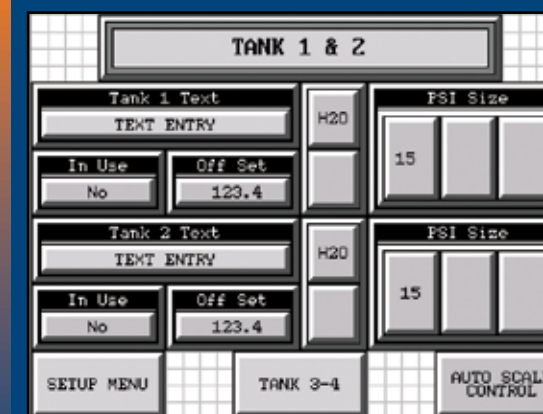 TANK 1 & 2
Tank 1 Text
TEXT ENTRY
H2O
PSI Size
15
In Use
No
Off Set
123.4
Tank 2 Text
TEXT ENTRY
H2O
PSI Size
15
In Use
No
Off Set
123.4
SETUP MENU
TANK 3-4
AUTO SCAL
CONTROL